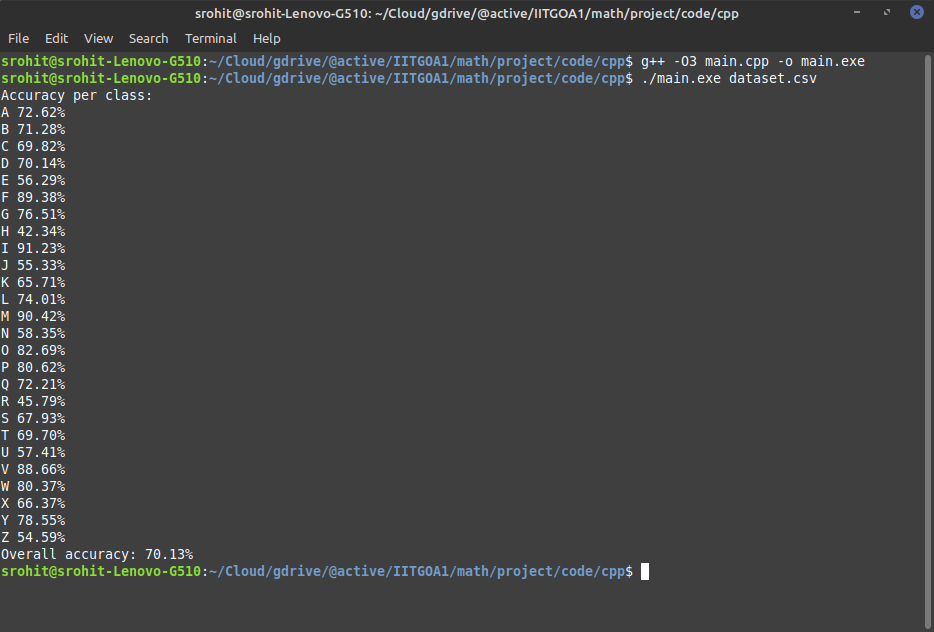 srohit@srohit-Lenovo-G510: ~/Cloud/gdrive/@active/IITGOA1/math/project/code/cpp
File Edit View Search Terminal Help
srohit@srohit-Lenovo-G510:~/Cloud/gdrive/@active/IITGOA1/math/project/code/cpp$ g++ -O3 main.cpp -o main.exe
srohit@srohit-Lenovo-G510:~/Cloud/gdrive/@active/IITGOA1/math/project/code/cpp$ ./main.exe dataset.csv
Accuracy per class:
A 72.62%
B 71.28%
C 69.82%
D 70.14%
E 56.29%
F 89.38%
G 76.51%
H 42.34%
I 91.23%
J 55.33%
K 65.71%
L 74.01%
M 90.42%
N 58.35%
O 82.69%
P 80.62%
Q 72.21%
R 45.79%
S 67.93%
T 69.70%
U 57.41%
V 88.66%
W 80.37%
X 66.37%
Y 78.55%
Z 54.59%
Overall accuracy: 70.13%
srohit@srohit-Lenovo-G510:~/Cloud/gdrive/@active/IITGOA1/math/project/code/cpp$